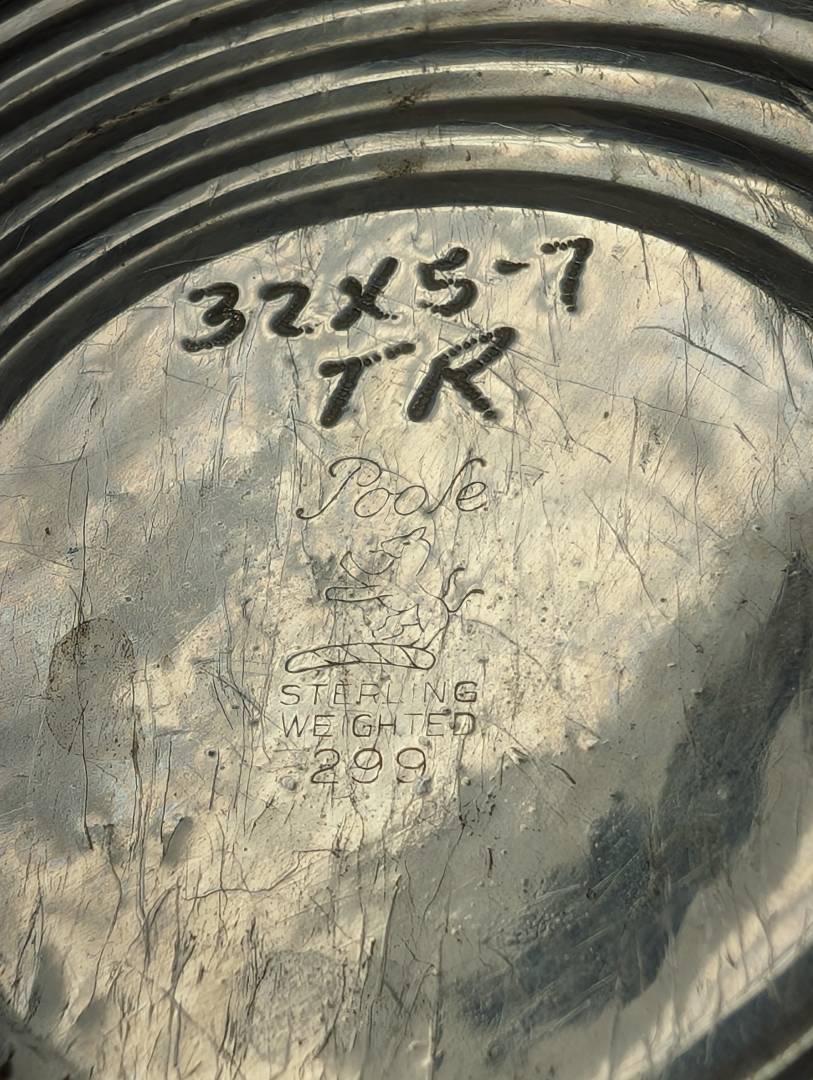 32X5-7
TR
Poole
STERLING
WEIGHTED
299